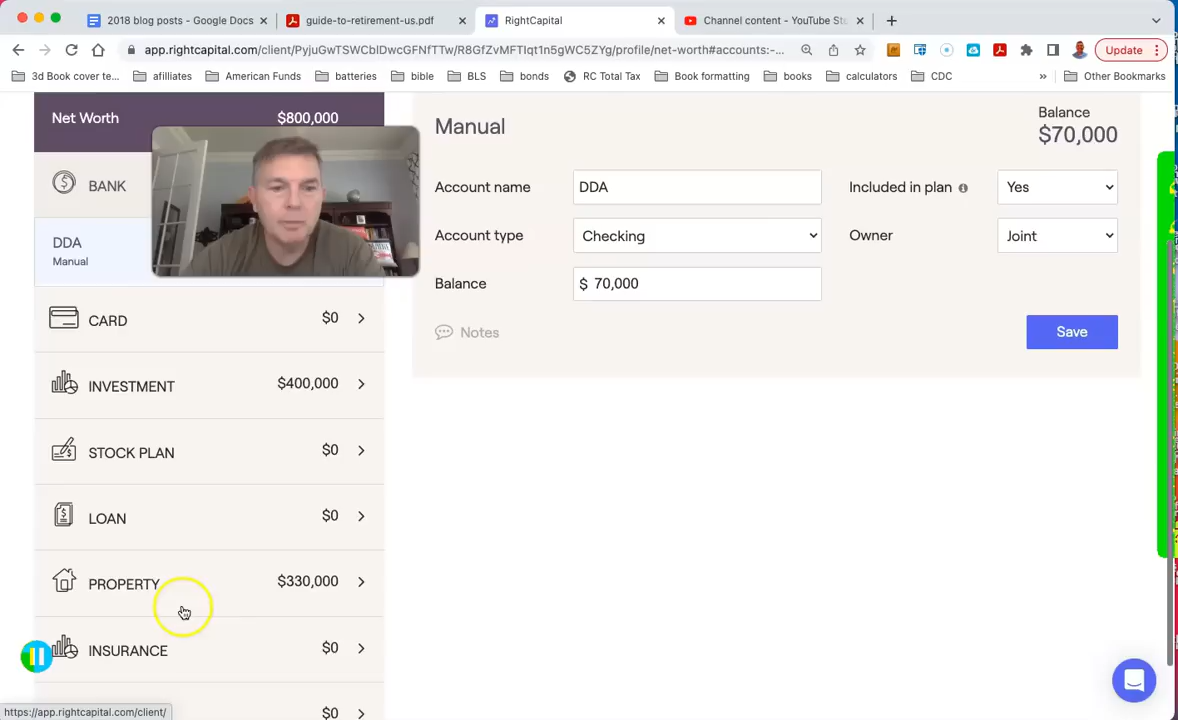 2018 blog posts - Google Docs
guide-to-retirement-us.pdf
RightCapital
Channel content - YouTube Stu
app.rightcapital.com/client/PyjuGwTSWCblDwcGFNfTTw/R8GfZvMFTIqt1n5gWC5ZYg/profile/net-worth#accounts:-...
Update
3d Book cover te...
afilliates
American Funds
batteries
bible
BLS
bonds
RC Total Tax
Book formatting
books
calculators
CDC
»
Other Bookmarks
Net Worth $800,000
BANK
DDA
Manual
CARD $0
INVESTMENT $400,000
STOCK PLAN $0
LOAN $0
PROPERTY $330,000
INSURANCE $0
$0
Manual
Balance
$70,000
Account name DDA Included in plan Yes
Account type Checking Owner Joint
Balance $ 70,000
Notes
Save
https://app.rightcapital.com/client/